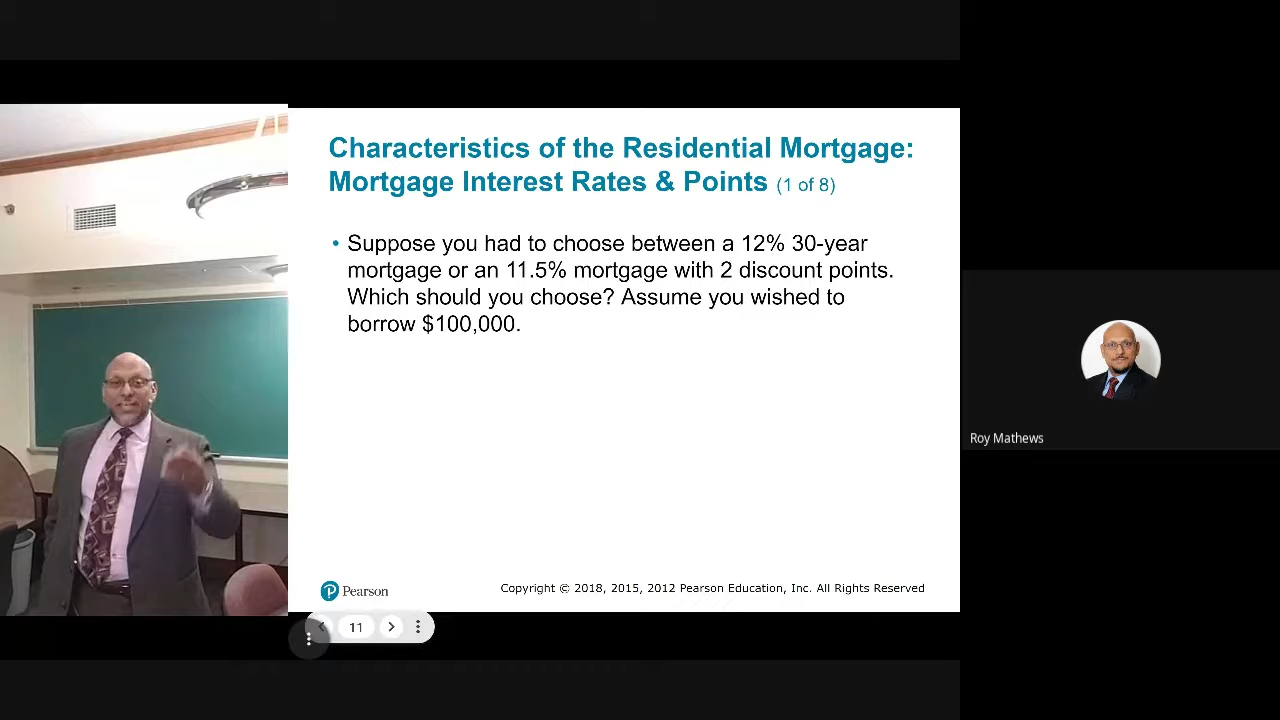 Characteristics of the Residential Mortgage:
Mortgage Interest Rates & Points (1 of 8)
• Suppose you had to choose between a 12% 30-year
mortgage or an 11.5% mortgage with 2 discount points.
Which should you choose? Assume you wished to
borrow $100,000.
Pearson
Copyright © 2018, 2015, 2012 Pearson Education, Inc. All Rights Reserved
11
Roy Mathews